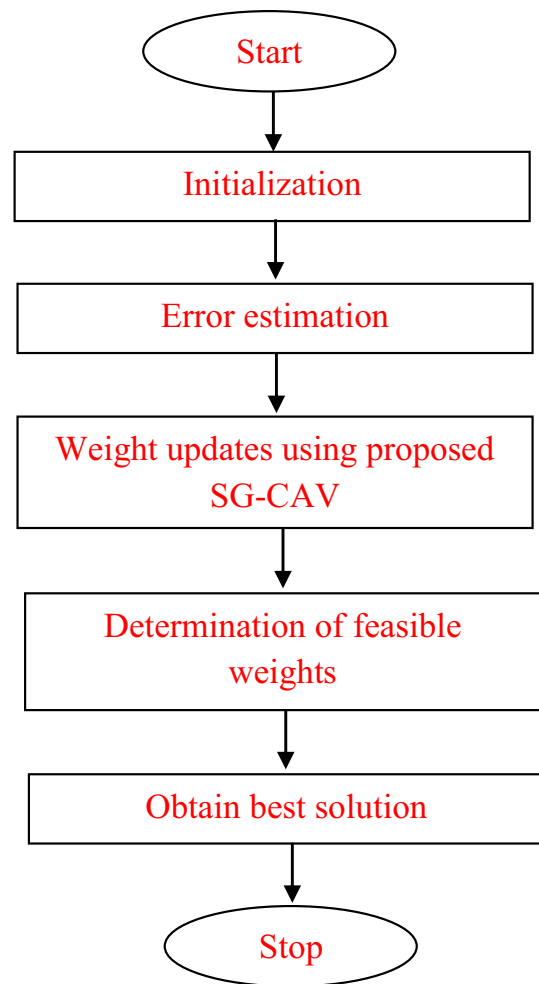 Start
Initialization
Error estimation
Weight updates using proposed
SG-CAV
Determination of feasible
weights
Obtain best solution
Stop